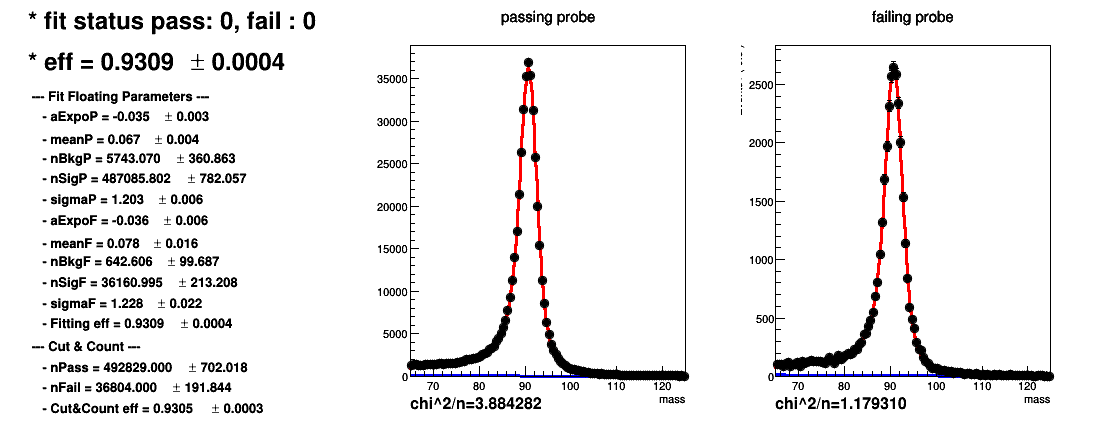 * fit status pass: 0, fail : 0
* eff = 0.9309 ± 0.0004
--- Fit Floating Parameters ---
- aExpoP = -0.035 ± 0.003
- meanP = 0.067 ± 0.004
- nBkgP = 5743.070 ± 360.863
- nSigP = 487085.802 ± 782.057
- sigmaP = 1.203 ± 0.006
- aExpoF = -0.036 ± 0.006
- meanF = 0.078 ± 0.016
- nBkgF = 642.606 ± 99.687
- nSigF = 36160.995 ± 213.208
- sigmaF = 1.228 ± 0.022
- Fitting eff = 0.9309 ± 0.0004
--- Cut & Count ---
- nPass = 492829.000 ± 702.018
- nFail = 36804.000 ± 191.844
- Cut&Count eff = 0.9305 ± 0.0003
passing probe
35000
30000
25000
20000
15000
10000
5000
0
70 80 90 100 110 120
mass
chi^2/n=3.884282
failing probe
2500
2000
1500
1000
500
0
70 80 90 100 110 120
mass
chi^2/n=1.179310